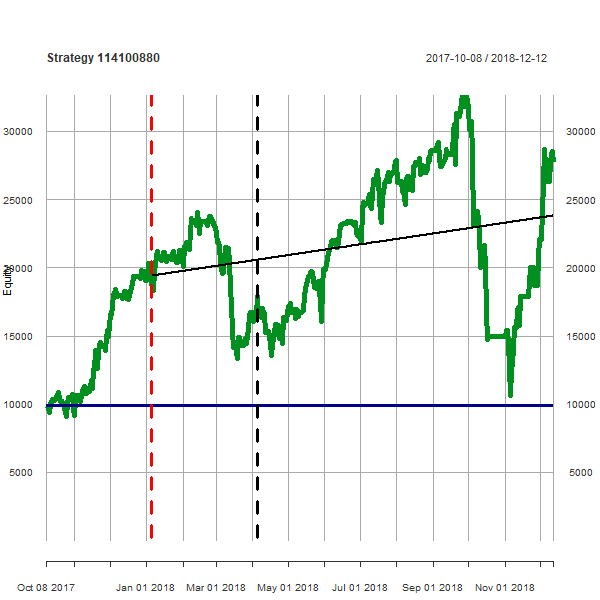 Strategy 114100880
2017-10-08 / 2018-12-12
30000
30000
25000
25000
20000
20000
Equity
15000
15000
10000
10000
5000
5000
Oct 08 2017
Jan 01 2018
Mar 01 2018
May 01 2018
Jul 01 2018
Sep 01 2018
Nov 01 2018